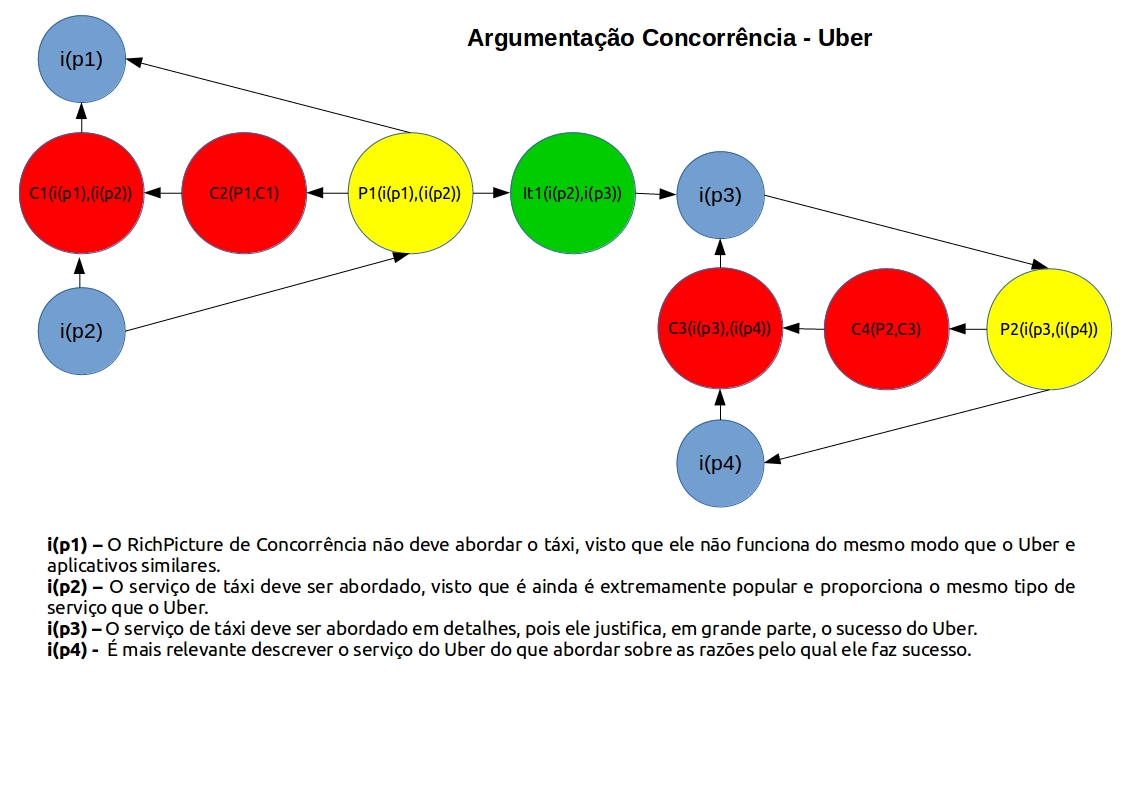 Argumentação Concorrência - Uber
i(p1)
C1(i(p1),(i(p2))
C2(P1,C1)
P1(i(p1),(i(p2))
It1(i(p2),i(p3))
i(p3)
i(p2)
C3(i(p3),(i(p4))
C4(P2,C3)
P2(i(p3,(i(p4))
i(p4)
i(p1) – O RichPicture de Concorrência não deve abordar o táxi, visto que ele não funciona do mesmo modo que o Uber e
aplicativos similares.
i(p2) – O serviço de táxi deve ser abordado, visto que é ainda é extremamente popular e proporciona o mesmo tipo de
serviço que o Uber.
i(p3) – O serviço de táxi deve ser abordado em detalhes, pois ele justifica, em grande parte, o sucesso do Uber.
i(p4) - É mais relevante descrever o serviço do Uber do que abordar sobre as razões pelo qual ele faz sucesso.